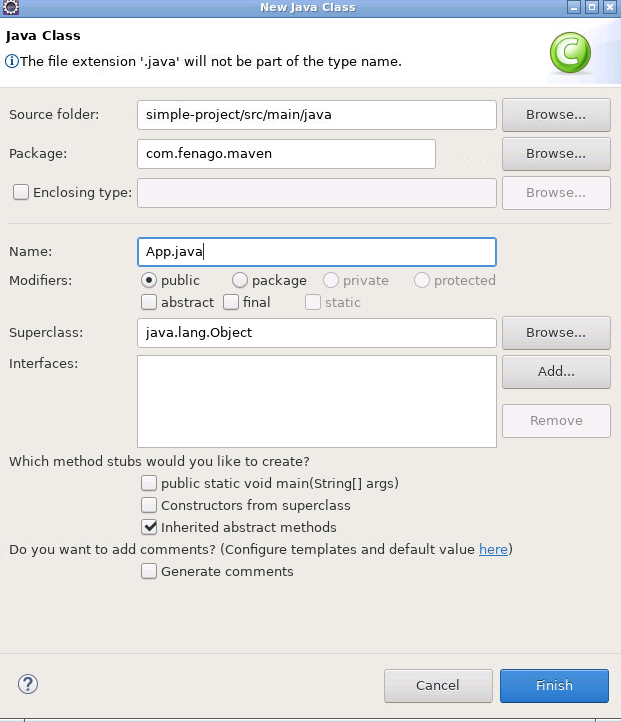 New Java Class
Java Class
The file extension '.java' will not be part of the type name.
Source folder: simple-project/src/main/java Browse...
Package: com.fenago.maven Browse...
Enclosing type: Browse...
Name: App.java
Modifiers: public package private protected
abstract final static
Superclass: java.lang.Object Browse...
Interfaces: Add...
Remove
Which method stubs would you like to create?
public static void main(String[] args)
Constructors from superclass
Inherited abstract methods
Do you want to add comments? (Configure templates and default value here)
Generate comments
? Cancel Finish